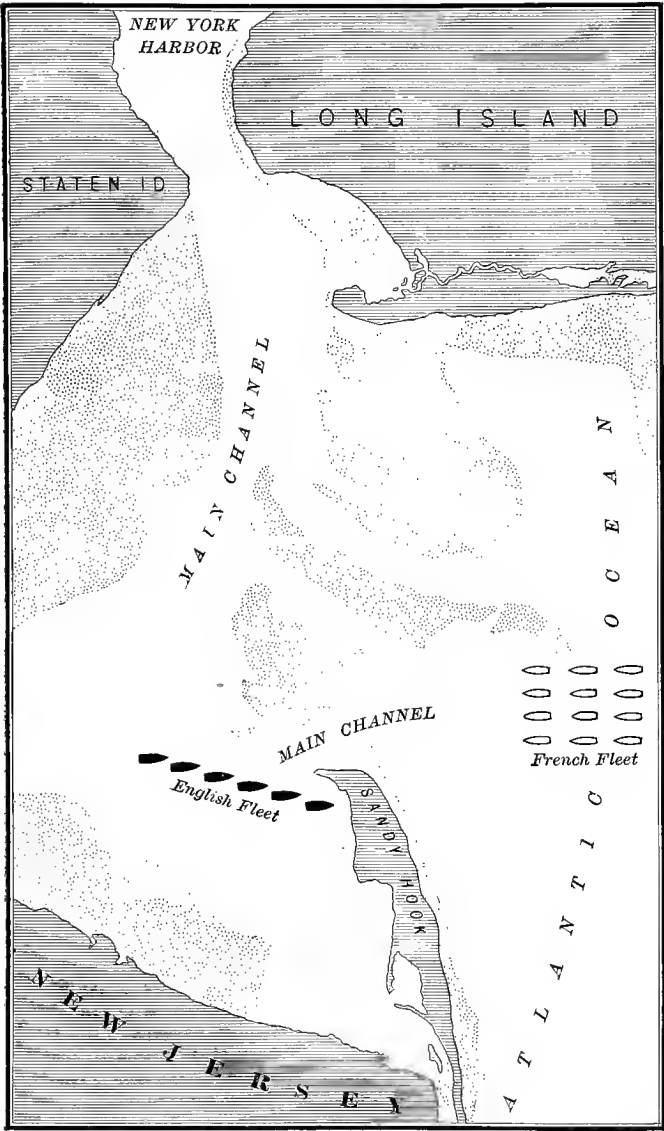 NEW YORK
HARBOR
LONG ISLAND
STATEN ID
MAIN CHANNEL
OCEAN
MAIN CHANNEL
French Fleet
English Fleet
SANDY HOOK
ATLANTIC
NEW JERSEY